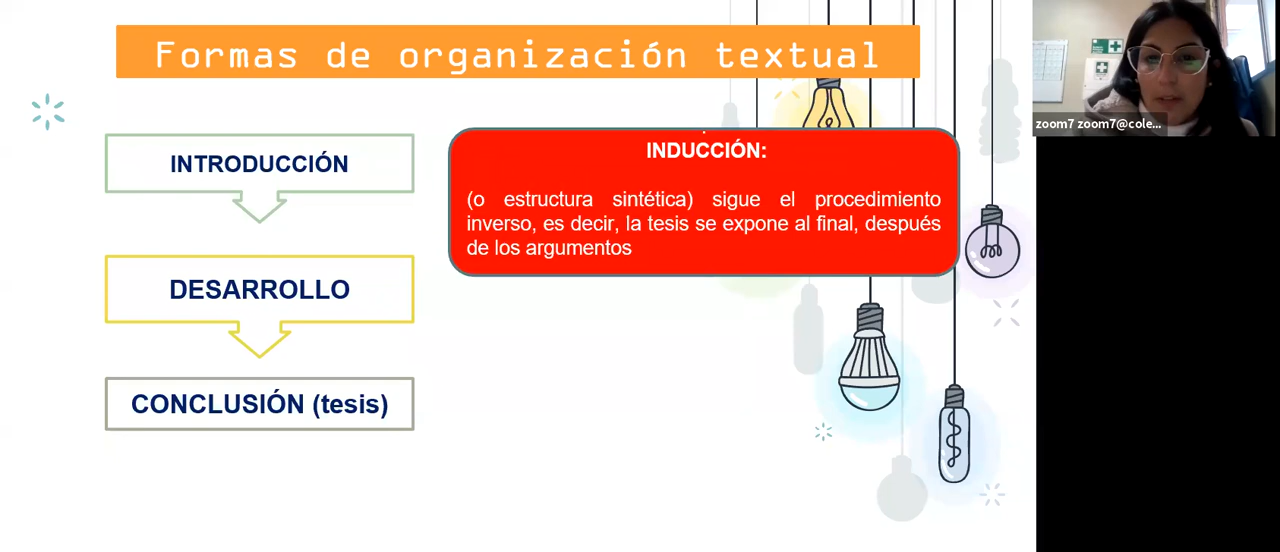 Formas de organización textual
INTRODUCCIÓN
DESARROLLO
CONCLUSIÓN (tesis)
INDUCCIÓN:
(o estructura sintética) sigue el procedimiento
inverso, es decir, la tesis se expone al final, después
de los argumentos
zoom7 zoom7@cole...